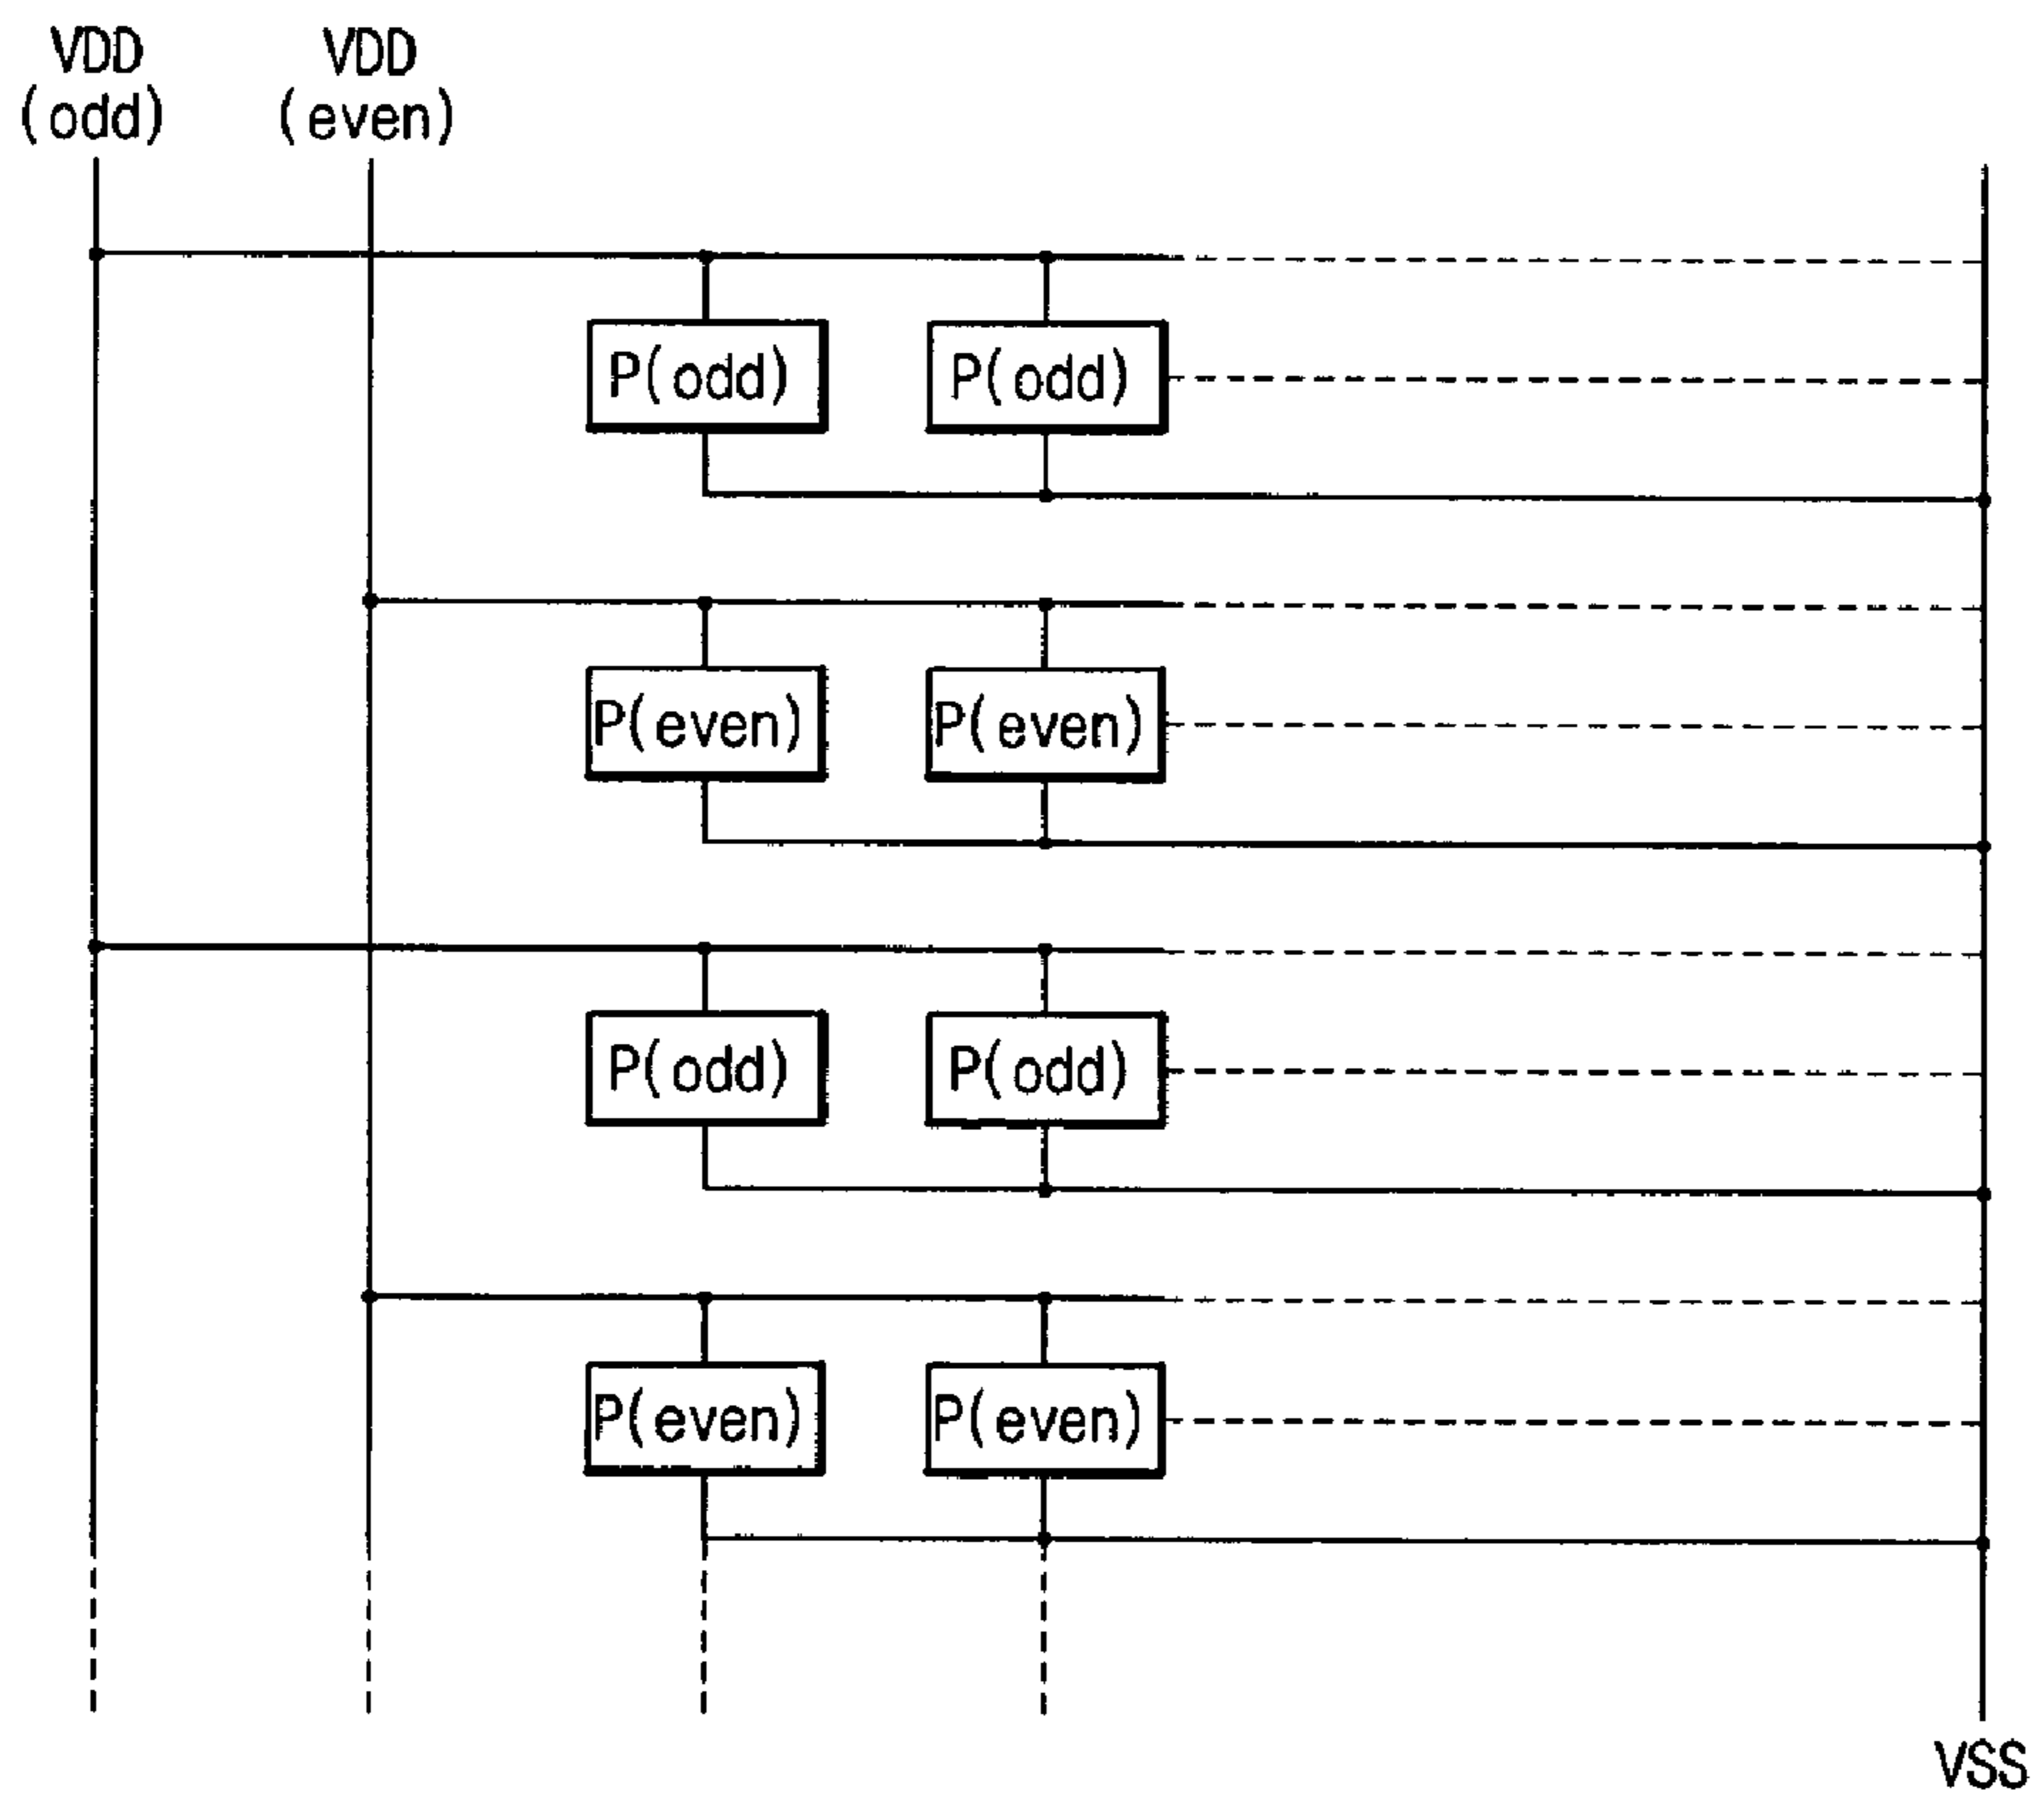 VDD
(odd)
VDD
(even)
P(odd)
P(odd)
P(even)
P(even)
P(odd)
P(odd)
P(even)
P(even)
VSS